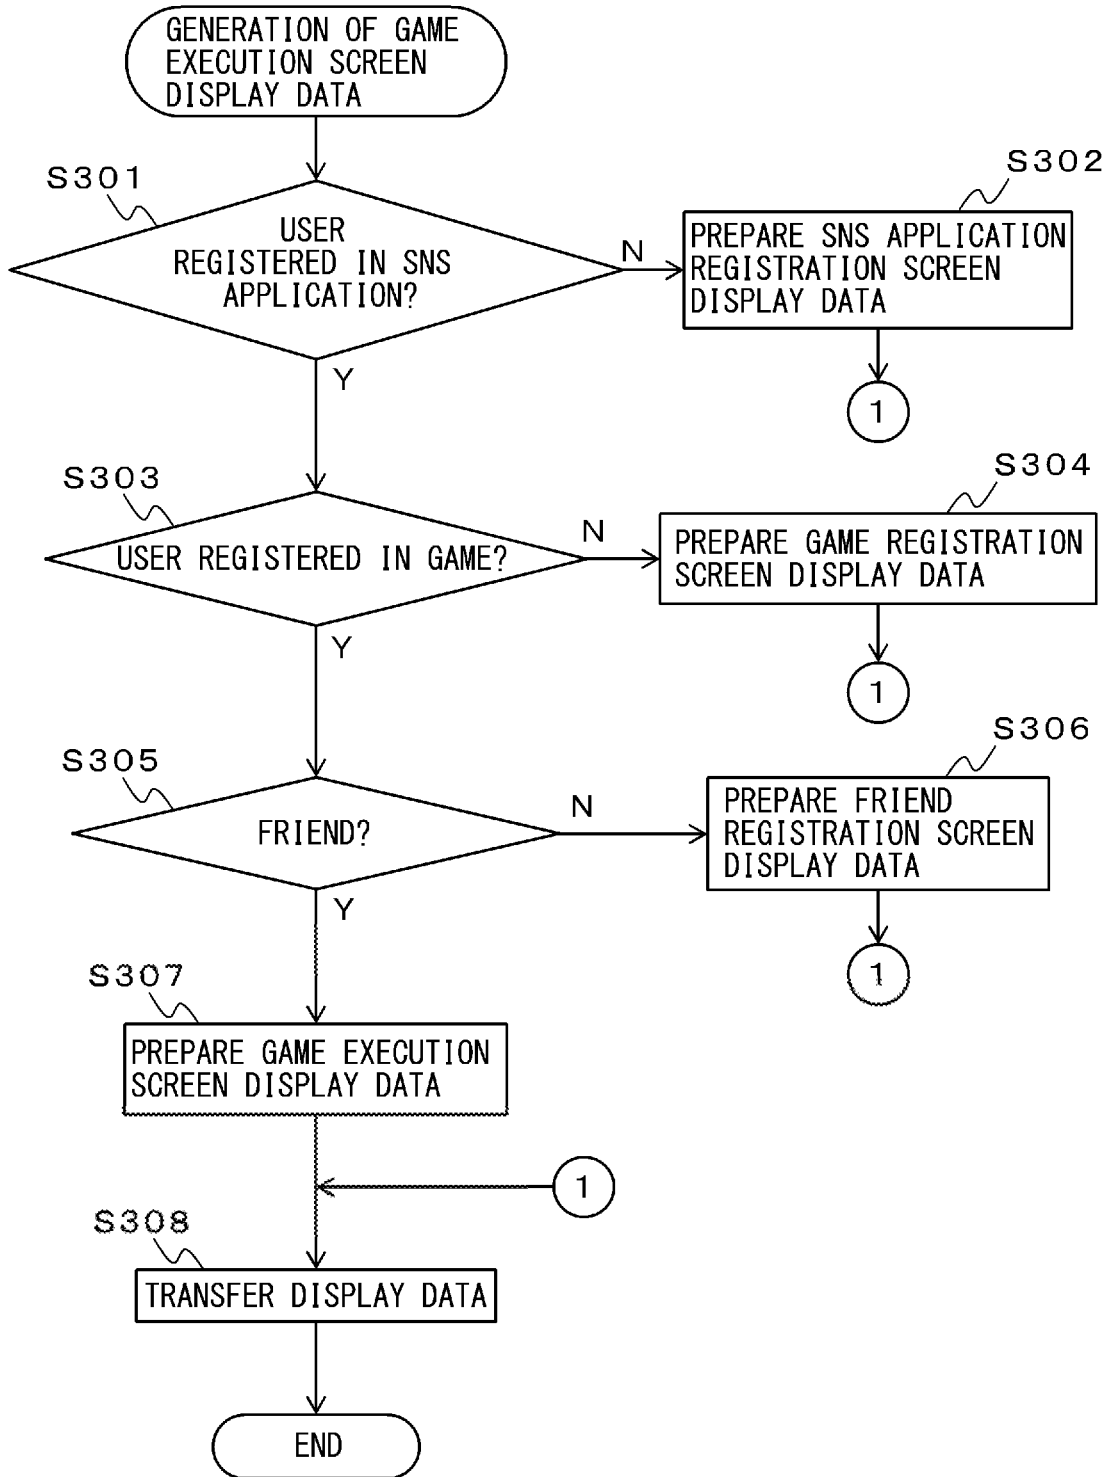 GENERATION OF GAME
EXECUTION SCREEN
DISPLAY DATA
S301
USER
REGISTERED IN SNS
APPLICATION?
N
Y
S302
PREPARE SNS APPLICATION
REGISTRATION SCREEN
DISPLAY DATA
1
S303
USER REGISTERED IN GAME?
N
Y
S304
PREPARE GAME REGISTRATION
SCREEN DISPLAY DATA
1
S305
FRIEND?
N
Y
S306
PREPARE FRIEND
REGISTRATION SCREEN
DISPLAY DATA
1
S307
PREPARE GAME EXECUTION
SCREEN DISPLAY DATA
1
S308
TRANSFER DISPLAY DATA
END